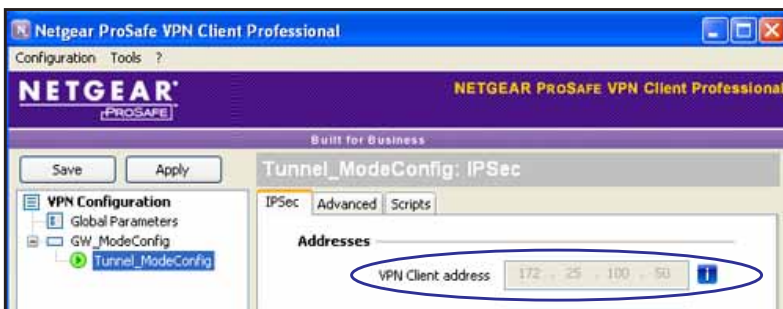 Netgear ProSafe VPN Client Professional
Configuration Tools ?
NETGEAR®
PROSAFE
NETGEAR PROSAFE VPN Client Professional
Built for Business
Save
Apply
Tunnel_ModeConfig: IPSec
VPN Configuration
Global Parameters
GW_ModeConfig
Tunnel_ModeConfig
IPSec Advanced Scripts
Addresses
VPN Client address 172 . 25 . 100 . 50